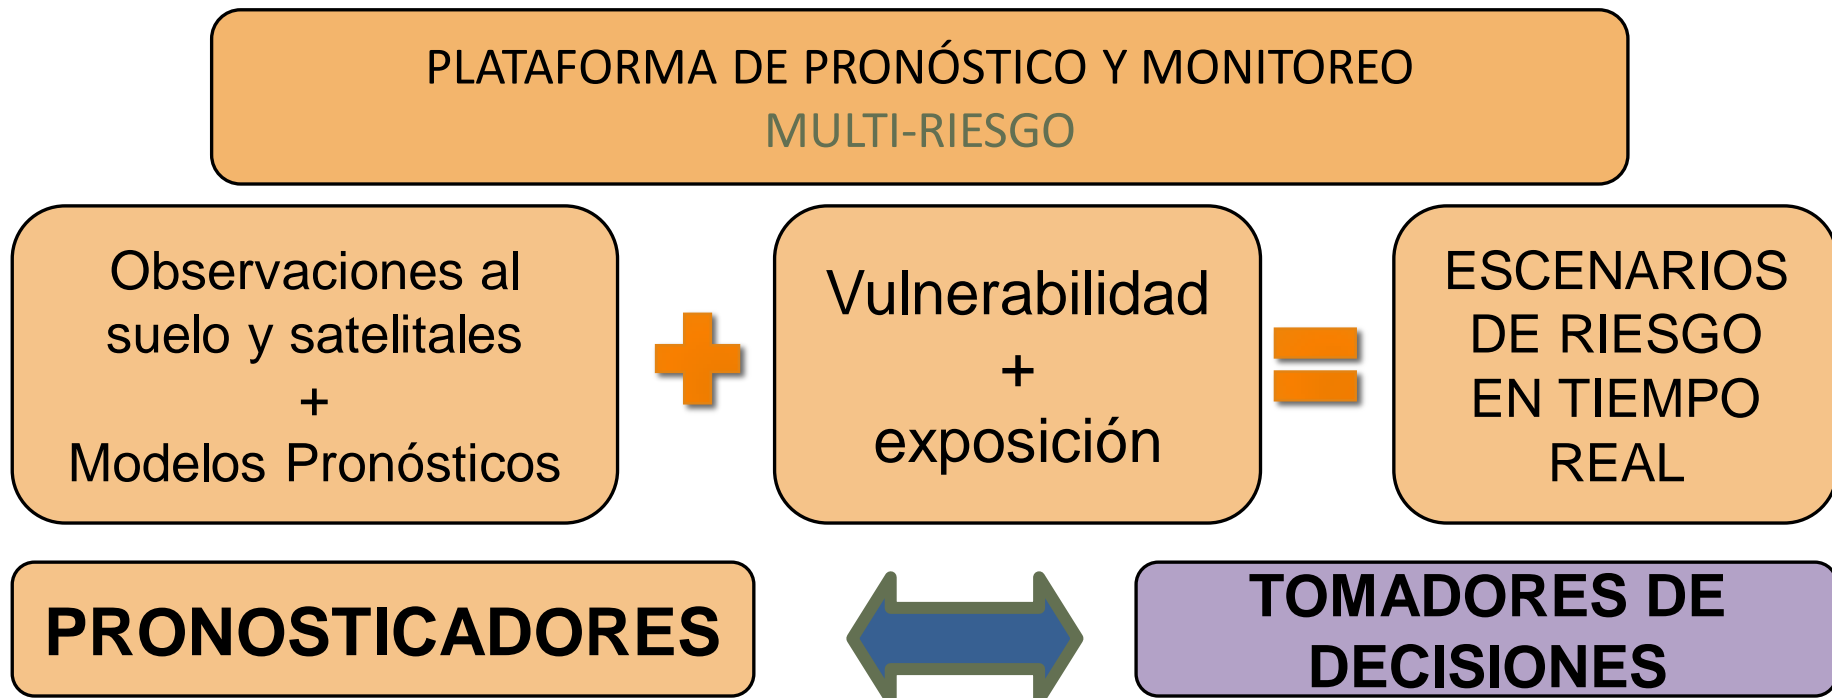 PLATAFORMA DE PRONÓSTICO Y MONITOREO
MULTI-RIESGO
Observaciones al
suelo y satelitales
+
Modelos Pronósticos
Vulnerabilidad
+
exposición
ESCENARIOS
DE RIESGO
EN TIEMPO
REAL
PRONOSTICADORES
TOMADORES DE
DECISIONES